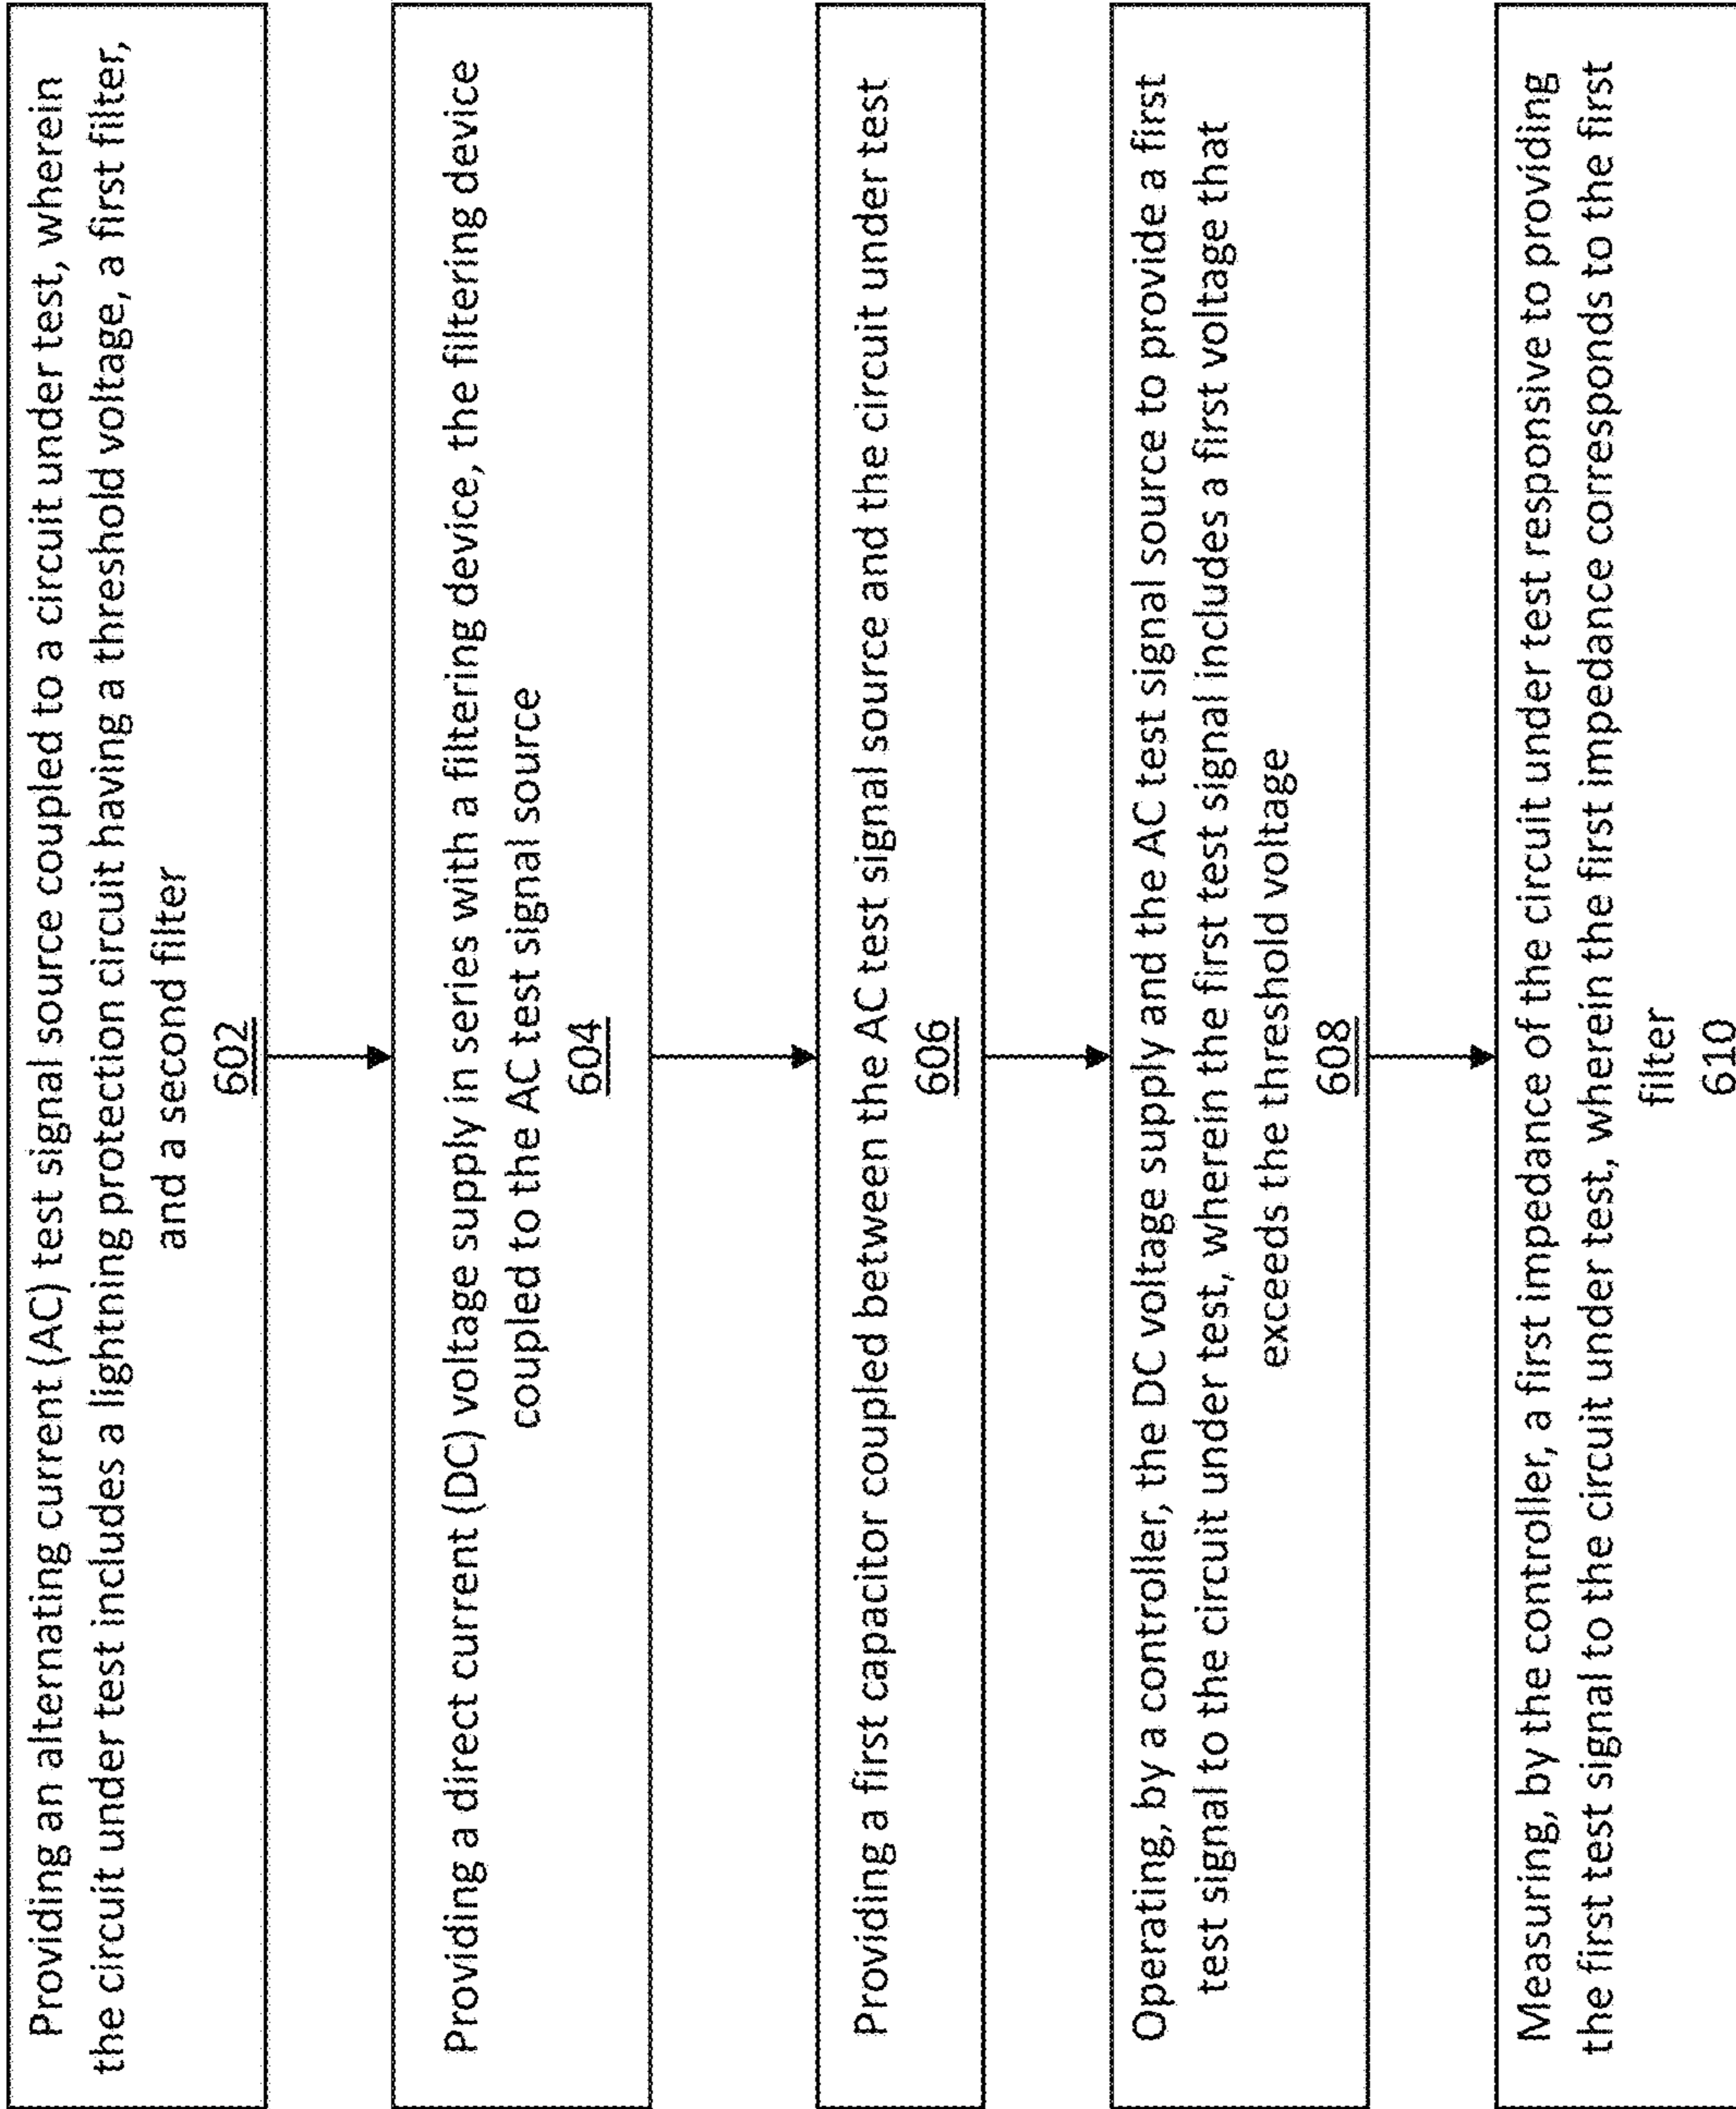 Providing an alternating current (AC) test signal source coupled to a circuit under test, wherein
the circuit under test includes a lightning protection circuit having a threshold voltage, a first filter,
and a second filter
602
Providing a direct current (DC) voltage supply in series with a filtering device, the filtering device
coupled to the AC test signal source
604
Providing a first capacitor coupled between the AC test signal source and the circuit under test
606
Operating, by a controller, the DC voltage supply and the AC test signal source to provide a first
test signal to the circuit under test, wherein the first test signal includes a first voltage that
exceeds the threshold voltage
608
Measuring, by the controller, a first impedance of the circuit under test responsive to providing
the first test signal to the circuit under test, wherein the first impedance corresponds to the first
filter
610